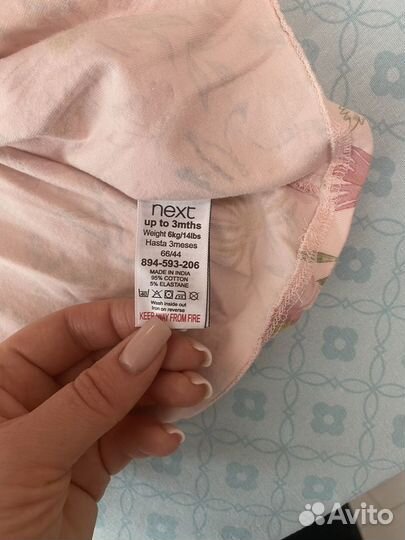 next
up to 3mths
Weight 6kg/14lbs
Hasta 3meses
66/44
894-593-206
MADE IN INDIA
95% COTTON
5% ELASTANE
Wash inside out
Iron on reverse
KEEP AWAY FROM FIRE
Avito